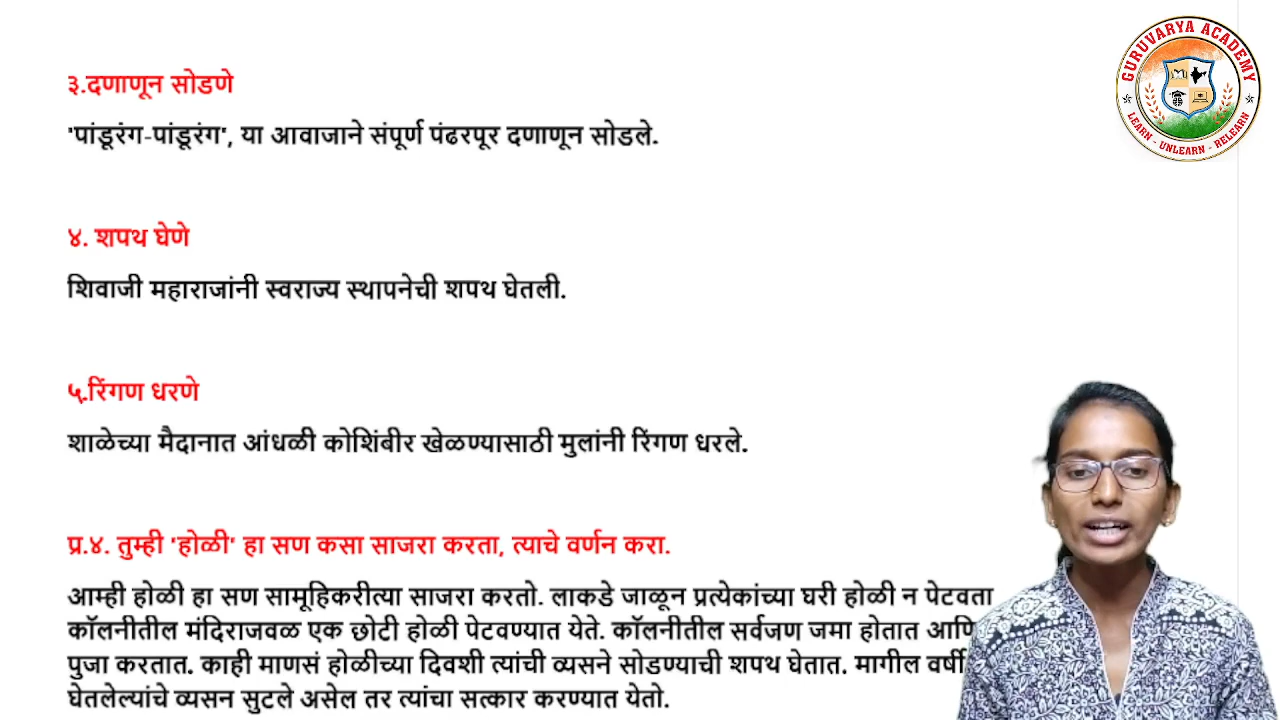 GURUVARYA ACADEMY
LEARN - UNLEARN - RELEARN
३.दणाणून सोडणे
'पांडूरंग-पांडूरंग', या आवाजाने संपूर्ण पंढरपूर दणाणून सोडले.
४. शपथ घेणे
शिवाजी महाराजांनी स्वराज्य स्थापनेची शपथ घेतली.
५.रिंगण धरणे
शाळेच्या मैदानात आंधळी कोशिंबीर खेळण्यासाठी मुलांनी रिंगण धरले.
प्र.४. तुम्ही 'होळी' हा सण कसा साजरा करता, त्याचे वर्णन करा.
आम्ही होळी हा सण सामूहिकरीत्या साजरा करतो. लाकडे जाळून प्रत्येकांच्या घरी होळी न पेटवता
कॉलनीतील मंदिराजवळ एक छोटी होळी पेटवण्यात येते. कॉलनीतील सर्वजण जमा होतात
पुजा करतात. काही माणसं होळीच्या दिवशी त्यांची व्यसने सोडण्याची शपथ घेतात. मागील वर्षी
घेतलेल्यांचे व्यसन सुटले असेल तर त्यांचा सत्कार करण्यात येतो.